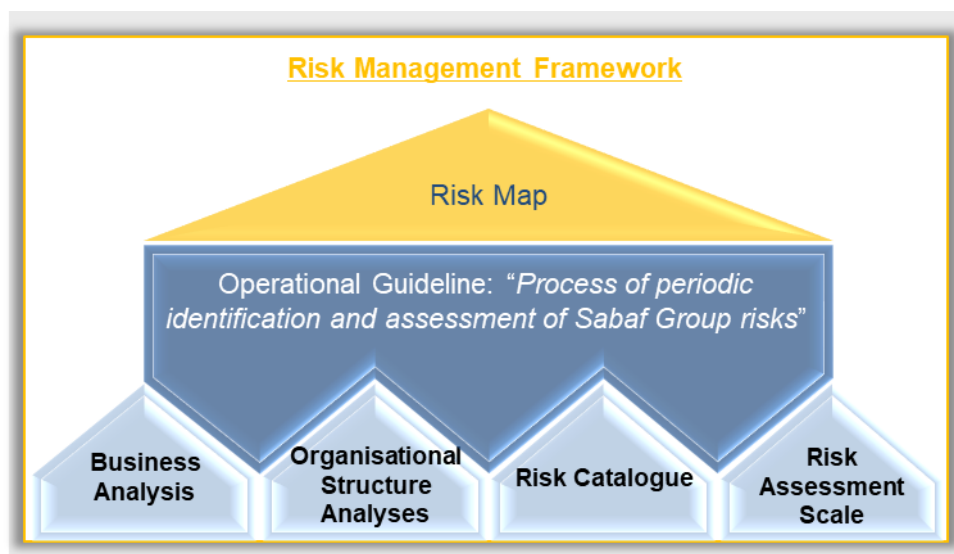 Risk Management Framework
Risk Map
Operational Guideline: “Process of periodic
identification and assessment of Sabaf Group risks”
Business
Analysis
Organisational
Structure
Analyses
Risk Catalogue
Risk
Assessment
Scale